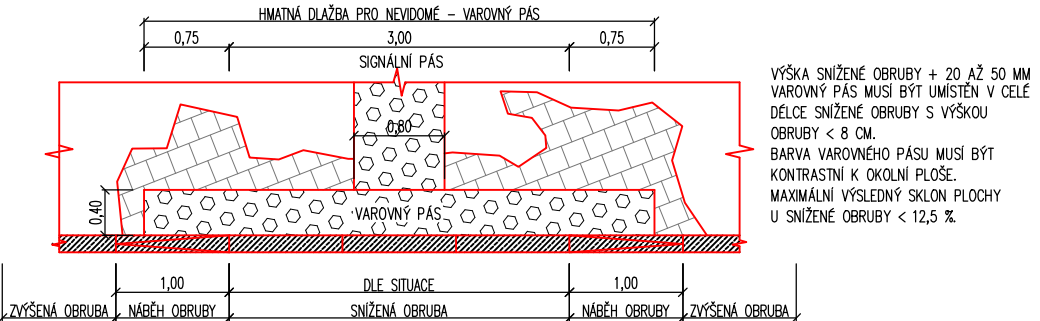 HMATNÁ DLAŽBA PRO NEVIDOMÉ – VAROVNÝ PÁS
0,75
3,00
0,75
SIGNÁLNÍ PÁS
0,80
0,40
VAROVNÝ PÁS
1,00
DLE SITUACE
1,00
ZVÝŠENÁ OBRUBA
NÁBĚH OBRUBY
SNÍŽENÁ OBRUBA
NÁBĚH OBRUBY
ZVÝŠENÁ OBRUBA
VÝŠKA SNÍŽENÉ OBRUBY + 20 AŽ 50 MM
VAROVNÝ PÁS MUSÍ BÝT UMÍSTĚN V CELÉ
DÉLCE SNÍŽENÉ OBRUBY S VÝŠKOU
OBRUBY < 8 CM.
BARVA VAROVNÉHO PÁSU MUSÍ BÝT
KONTRASTNÍ K OKOLNÍ PLOŠE.
MAXIMÁLNÍ VÝSLEDNÝ SKLON PLOCHY
U SNÍŽENÉ OBRUBY < 12,5 %.